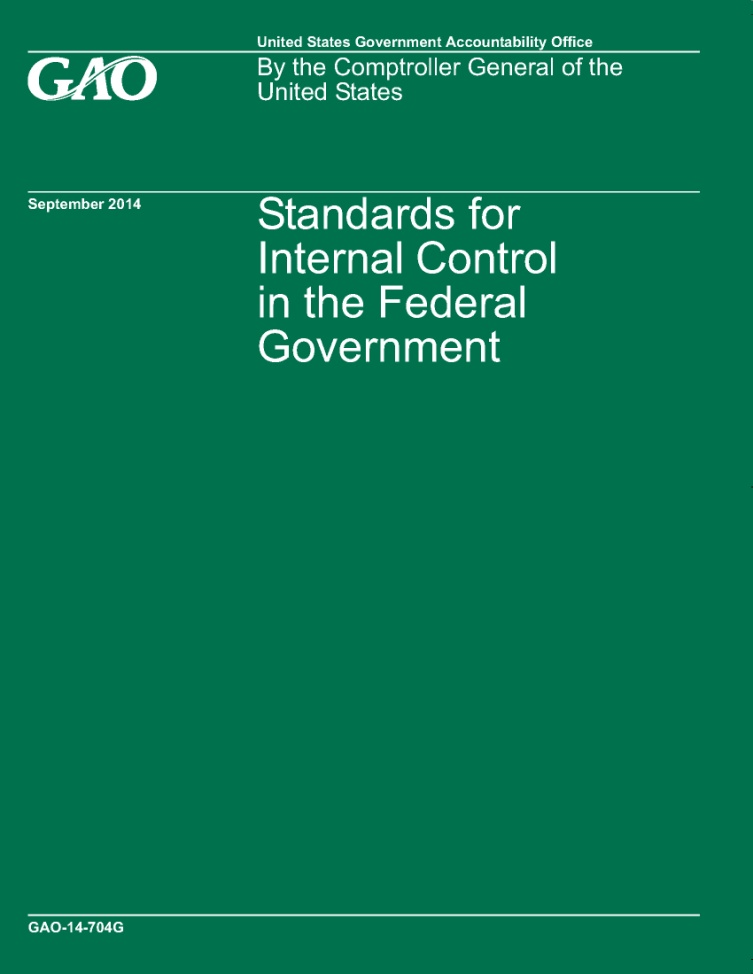 United States Government Accountability Office
GAO
By the Comptroller General of the
United States
September 2014
Standards for
Internal Control
in the Federal
Government
GAO-14-704G